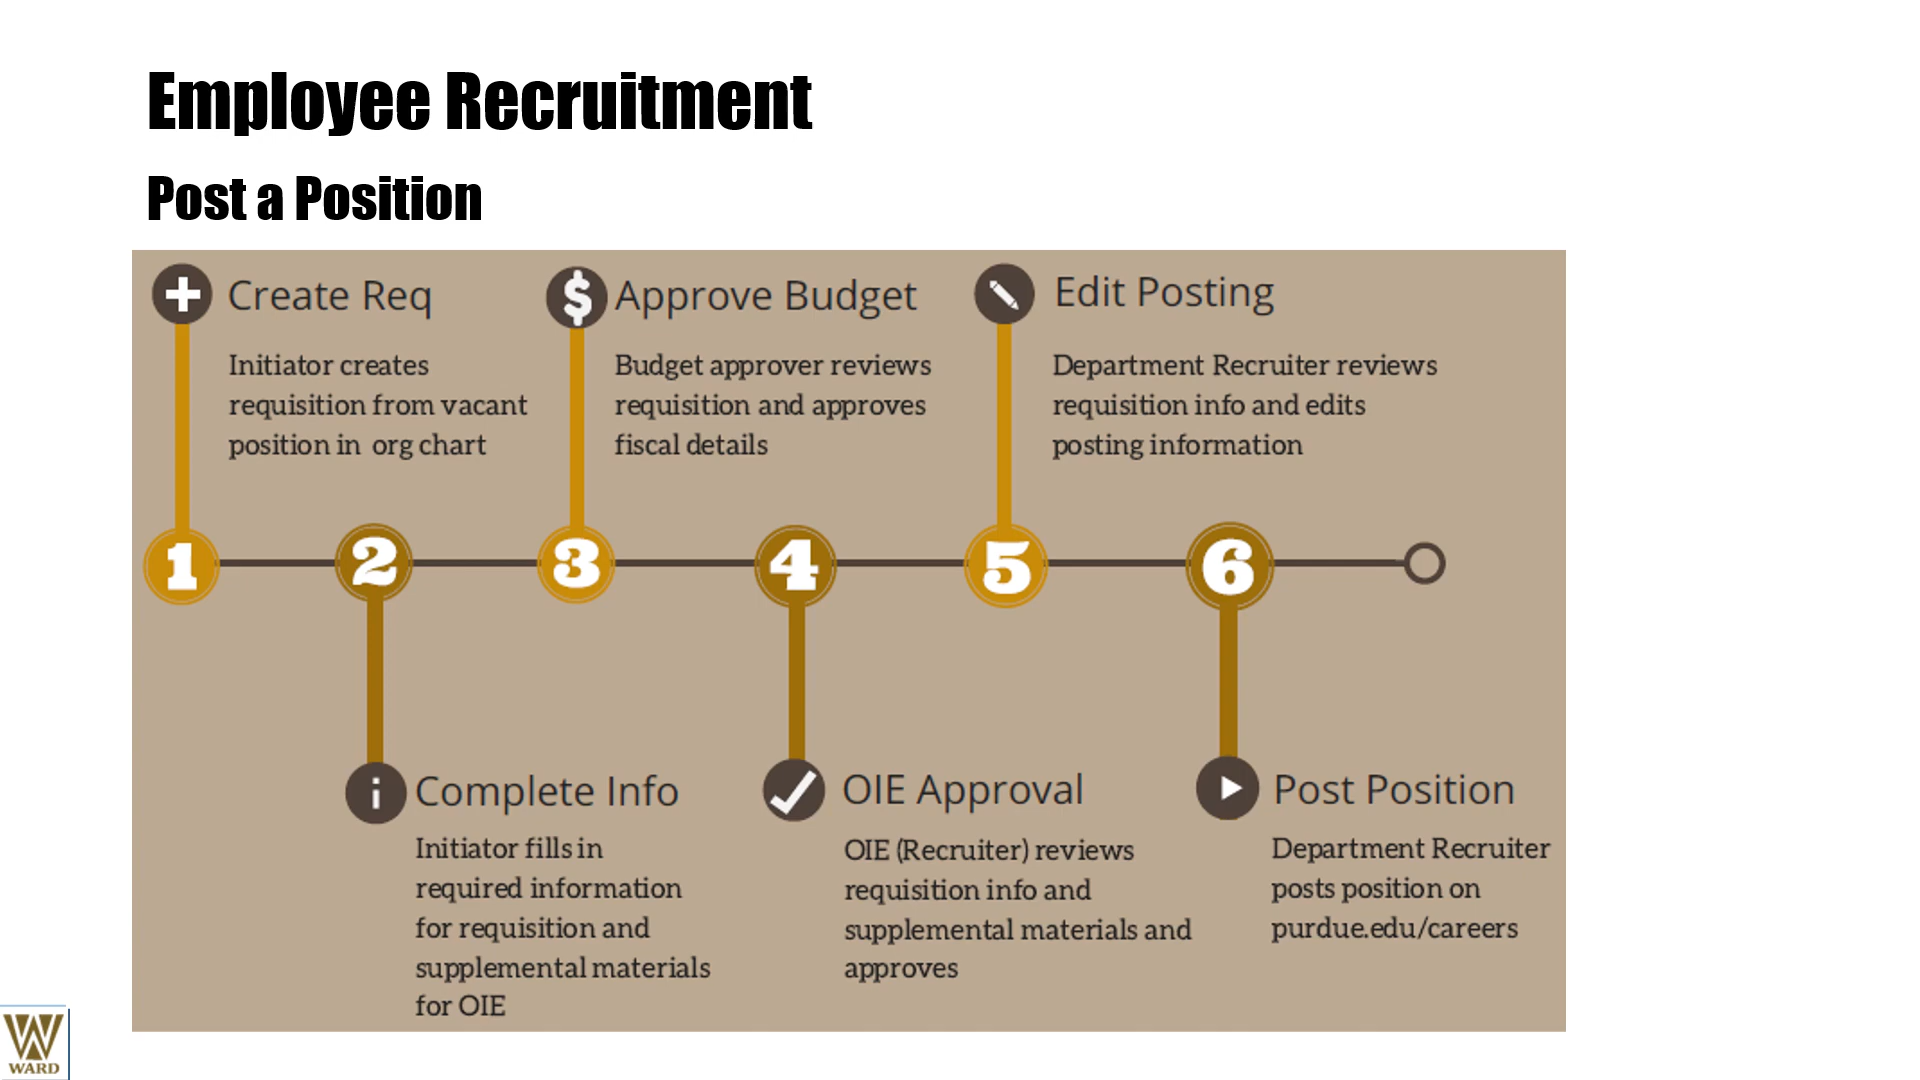 Employee Recruitment
Post a Position
Create Req
Initiator creates
requisition from vacant
position in org chart
Approve Budget
Budget approver reviews
requisition and approves
fiscal details
Edit Posting
Department Recruiter reviews
requisition info and edits
posting information
1
2
3
4
5
6
Complete Info
Initiator fills in
required information
for requisition and
supplemental materials
for OIE
OIE Approval
OIE (Recruiter) reviews
requisition info and
supplemental materials and
approves
Post Position
Department Recruiter
posts position on
purdue.edu/careers
W
WARD